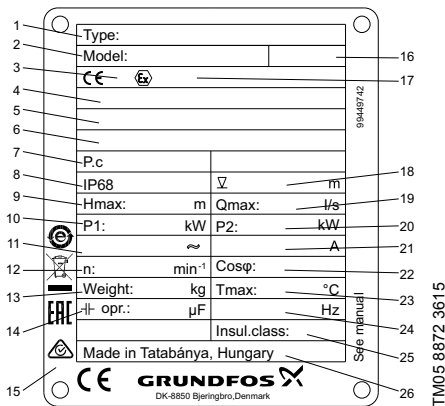 1 Type:
2 Model: 16
3 CE Ex 17
4
5
6
7 P.c
8 IP68 m 18
9 Hmax: m Qmax: l/s 19
10 P1: kW P2: kW 20
11 ~ A 21
12 n: min⁻¹ Cosφ: 22
13 Weight: kg Tmax: °C 23
14 opr.: μF Hz 24
Insul.class: 25
Made in Tatabánya, Hungary 26
15 CE GRUNDFOS
DK-8850 Bjeringbro,Denmark
e
EAC
99449742
See manual
TM05 8872 3615